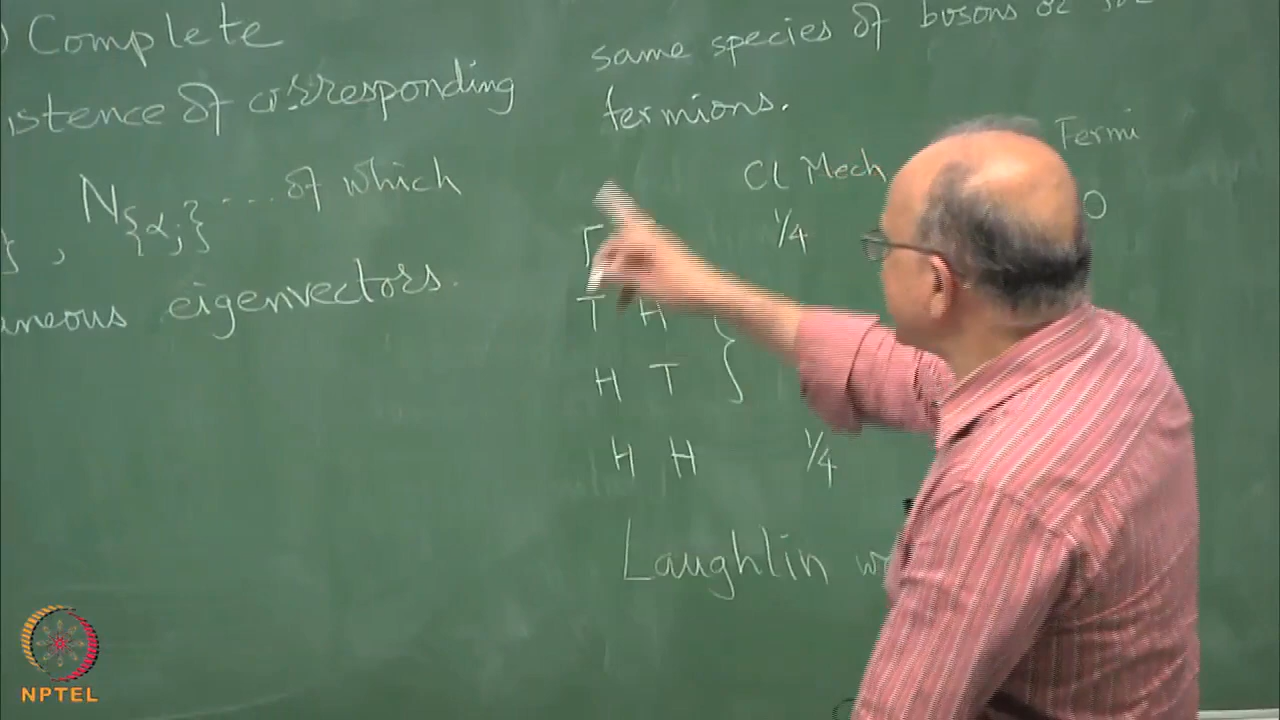 Complete
istence of corresponding
}, N{αi} .... of which
aneous eigenvectors.
same species of bosons or
fermions.
Cl Mech Fermi
T 1/4 0
T H }
H T
H H 1/4
Laughlin
NPTEL